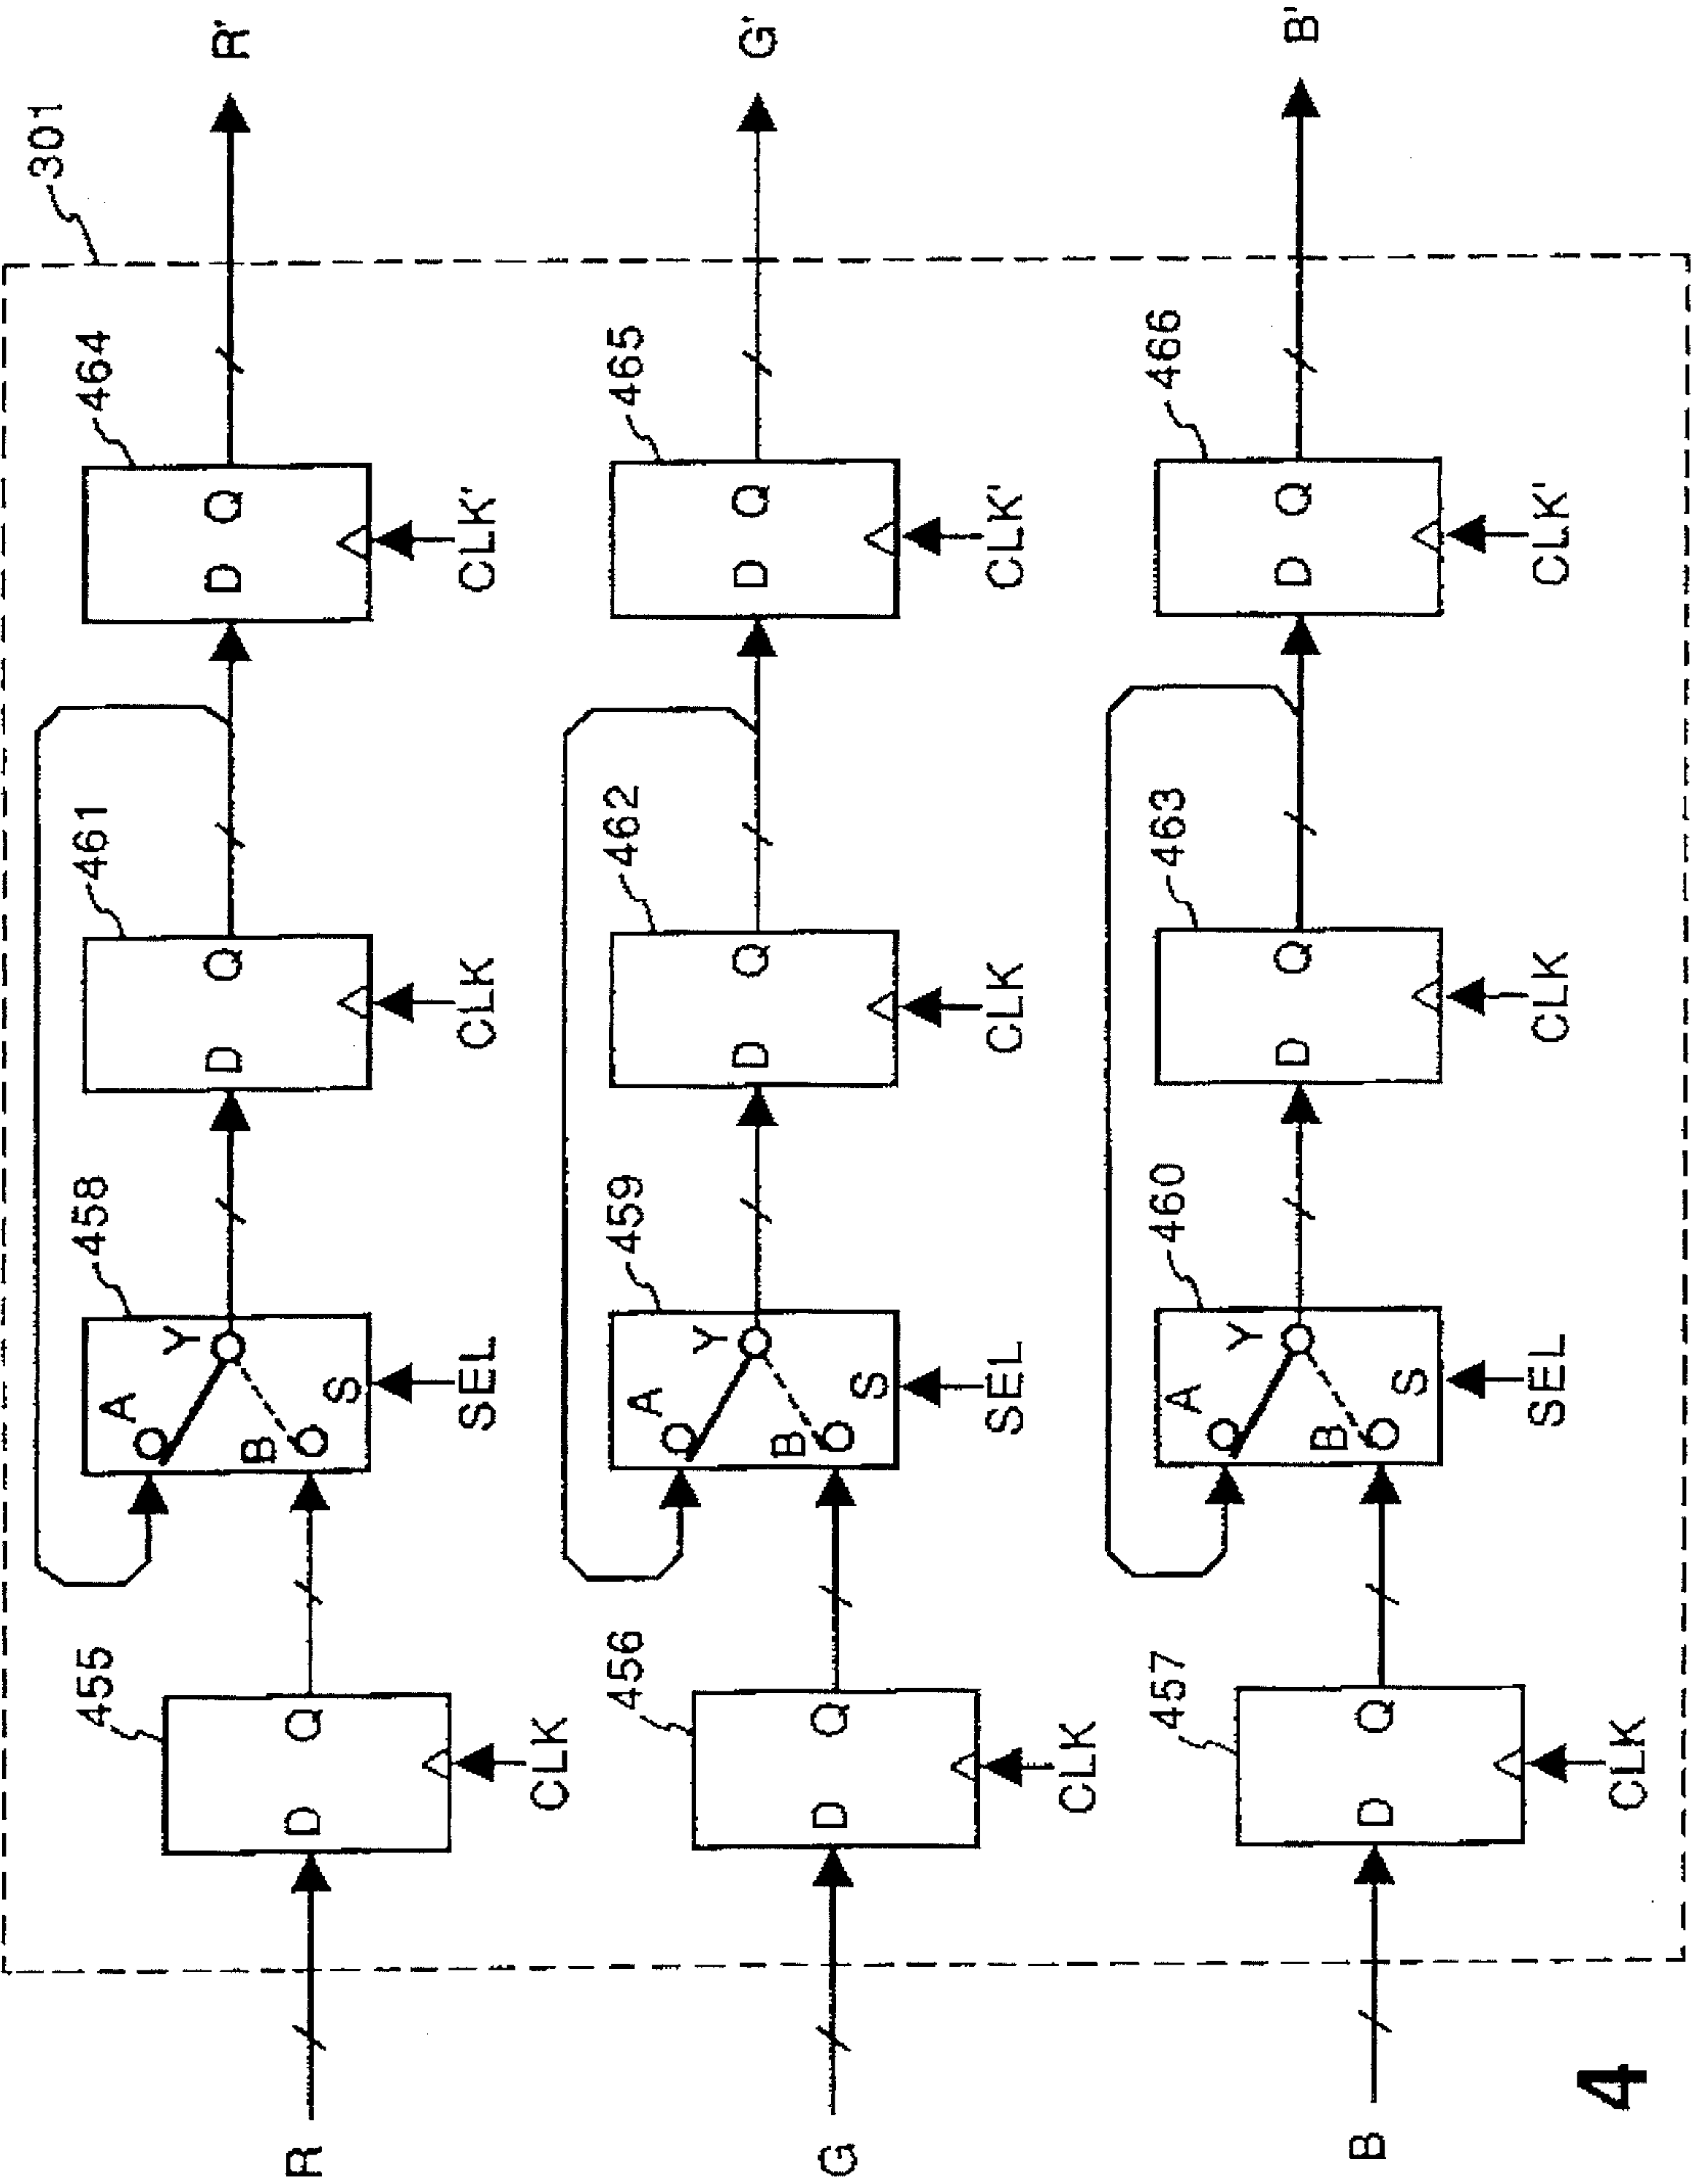 301
R'
464
D Q
CLK'
461
D Q
CLK
458
A
Y
B
S
SEL
455
D Q
CLK
R
G'
465
D Q
CLK'
462
D Q
CLK
459
A
Y
B
S
SEL
456
D Q
CLK
G
B'
466
D Q
CLK'
463
D Q
CLK
460
A
Y
B
S
SEL
457
D Q
CLK
B
4